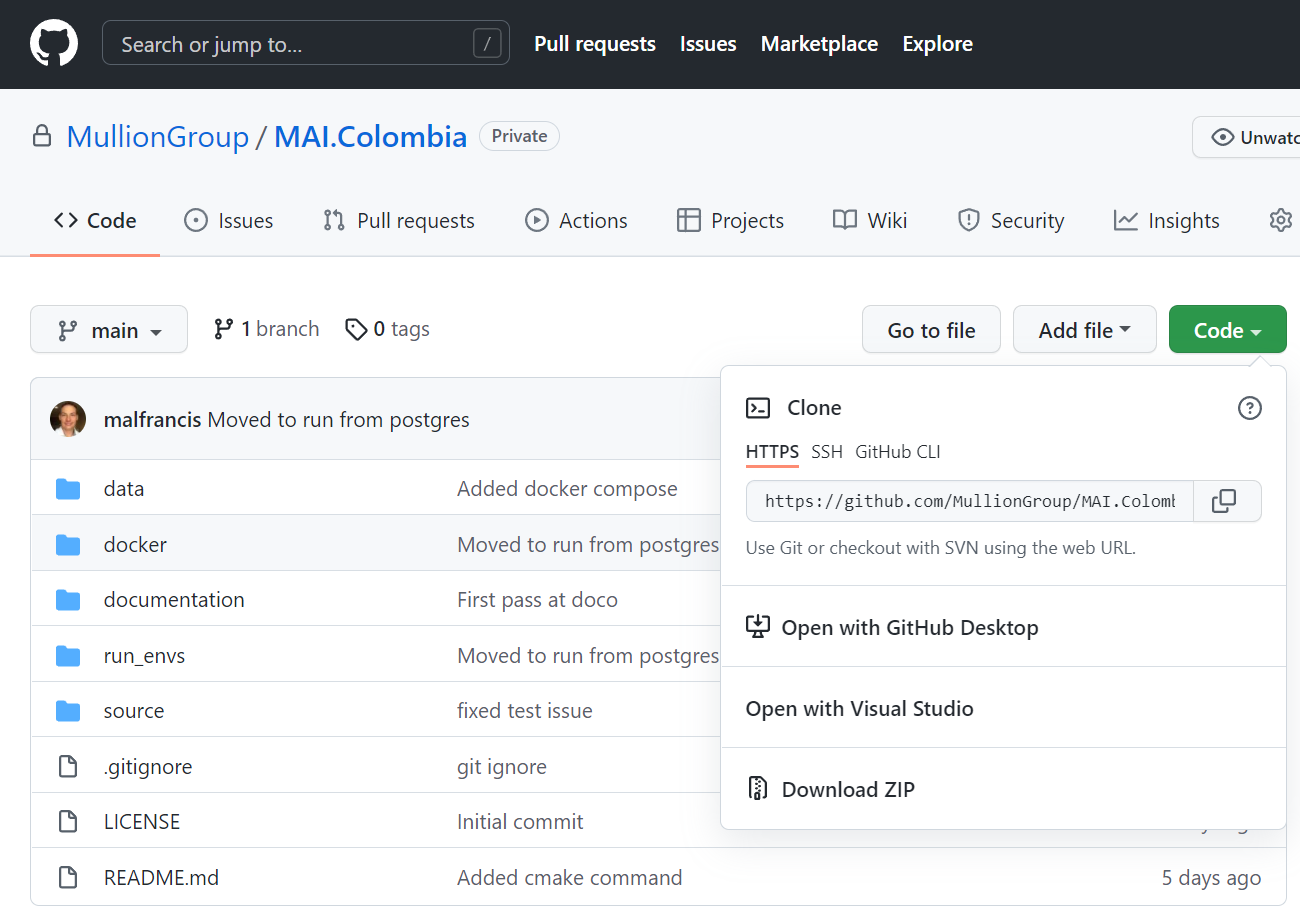 Search or jump to... / Pull requests Issues Marketplace Explore
MullionGroup / MAI.Colombia Private Unwatc
Code Issues Pull requests Actions Projects Wiki Security Insights
main 1 branch 0 tags Go to file Add file Code
malfrancis Moved to run from postgres
data Added docker compose
docker Moved to run from postgres
documentation First pass at doco
run_envs Moved to run from postgres
source fixed test issue
.gitignore git ignore
LICENSE Initial commit
README.md Added cmake command 5 days ago
Clone
HTTPS SSH GitHub CLI
https://github.com/MullionGroup/MAI.Colomb
Use Git or checkout with SVN using the web URL.
Open with GitHub Desktop
Open with Visual Studio
Download ZIP